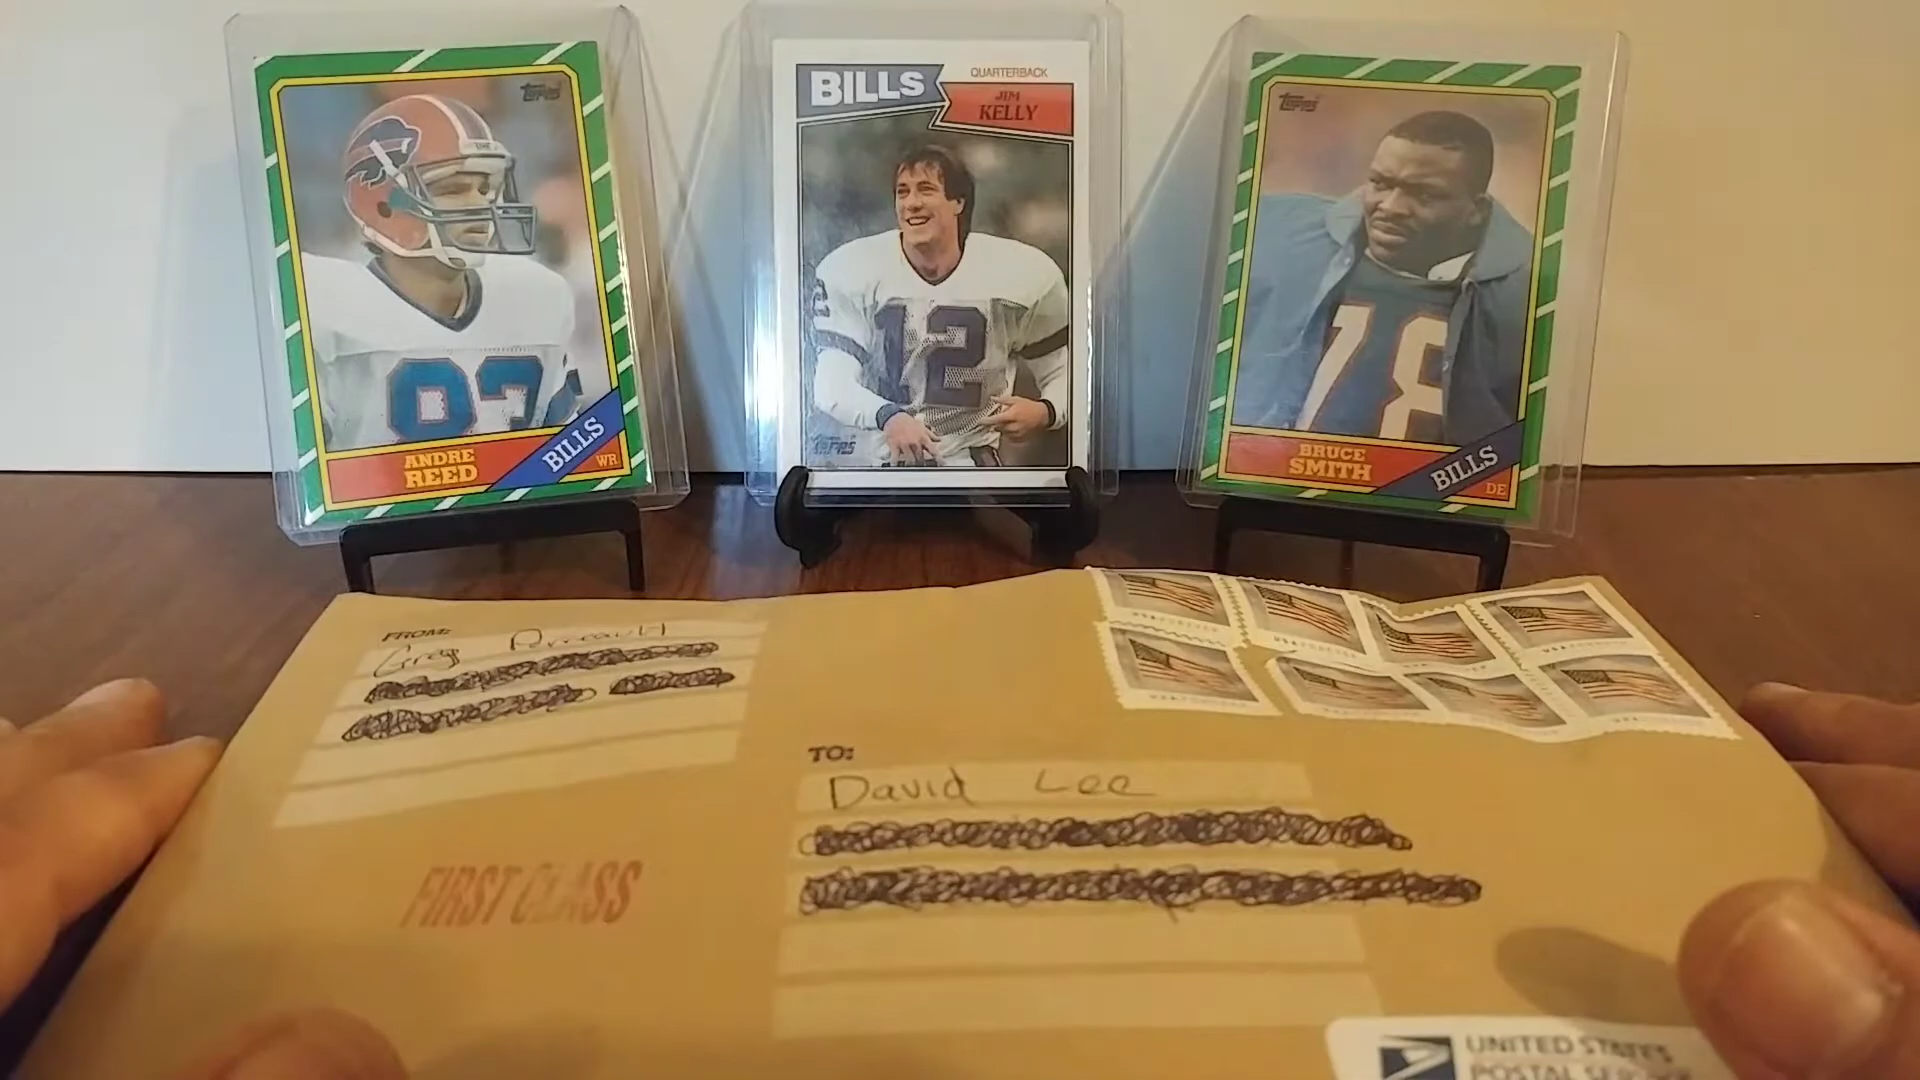 Topps
ANDRE
REED
BILLS
WR
83
BILLS
QUARTERBACK
JIM
KELLY
12
Topps
Topps
78
BRUCE
SMITH
BILLS
DE
FROM:
Greg
TO:
David Lee
FIRST CLASS
UNITED STATES
POSTAL SERVICE